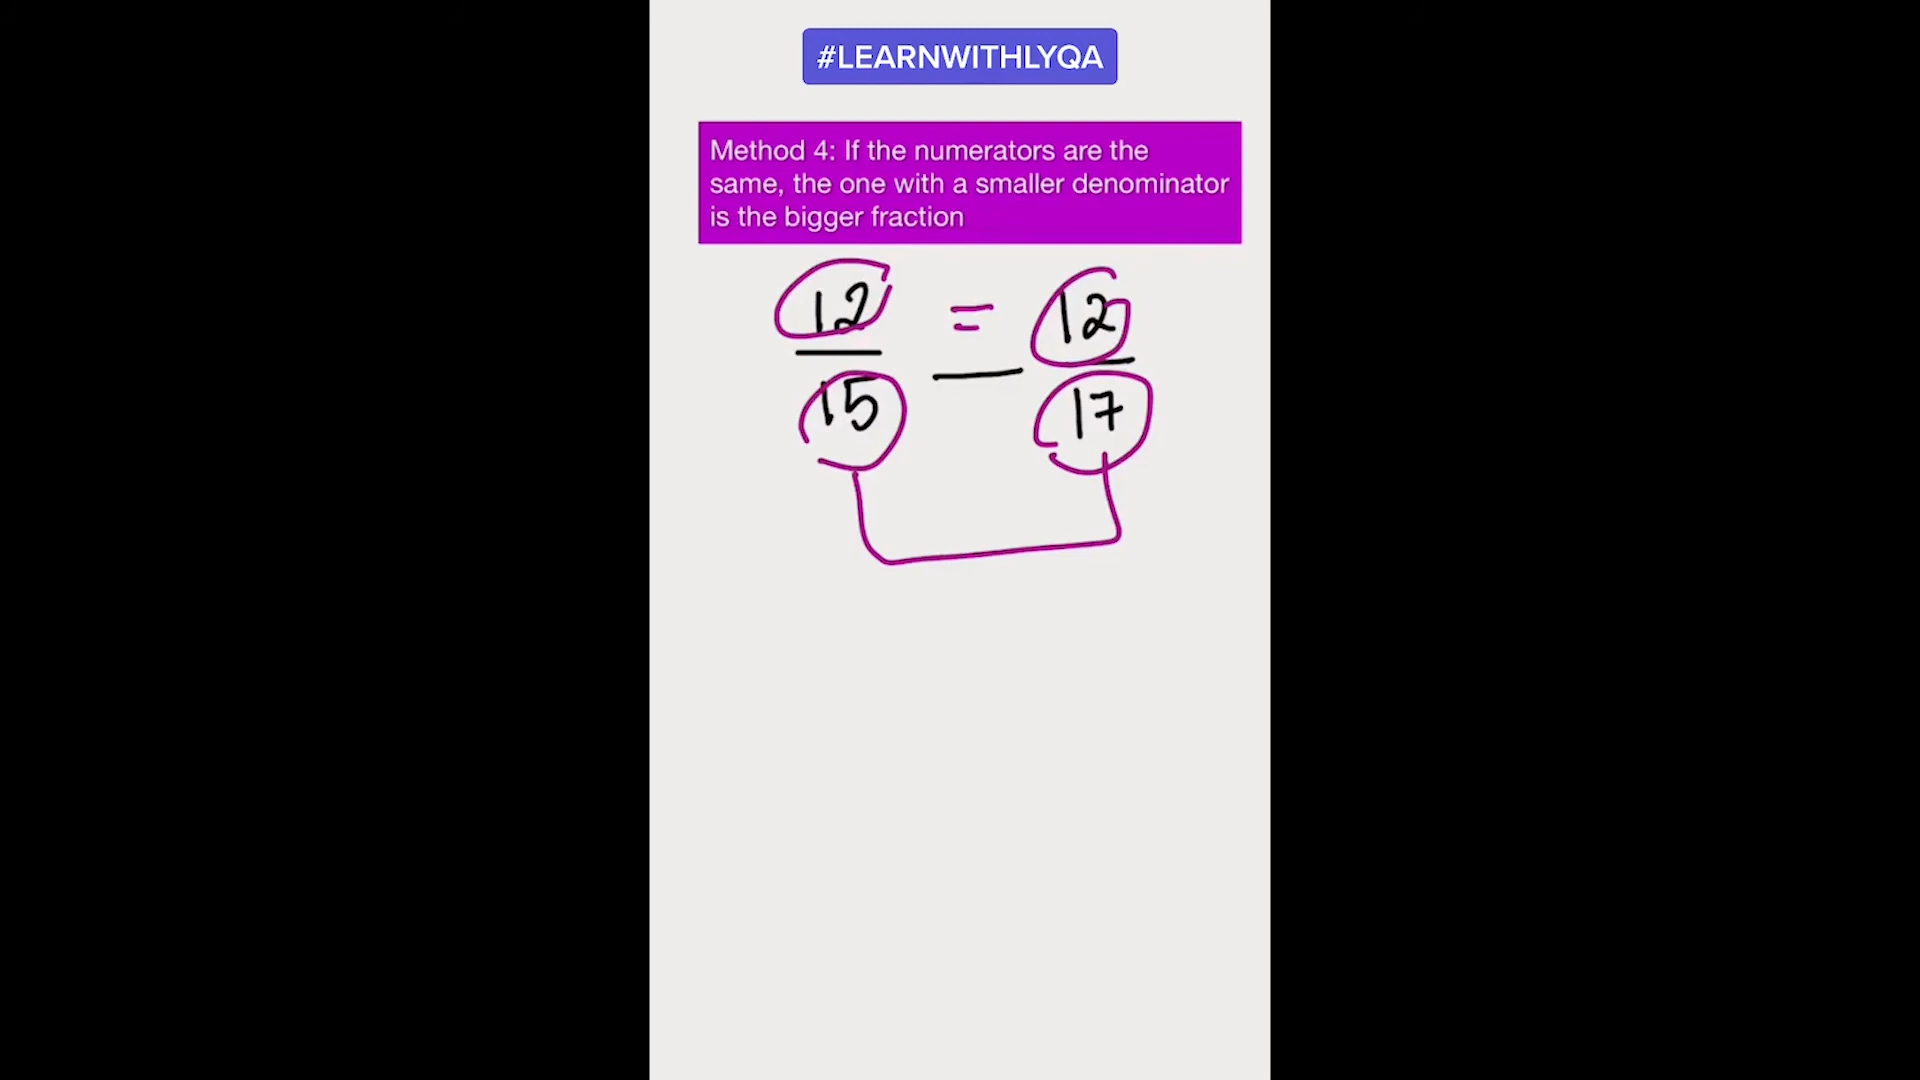 #LEARNWITHLYQA
Method 4: If the numerators are the
same, the one with a smaller denominator
is the bigger fraction
12 = 12
15 17